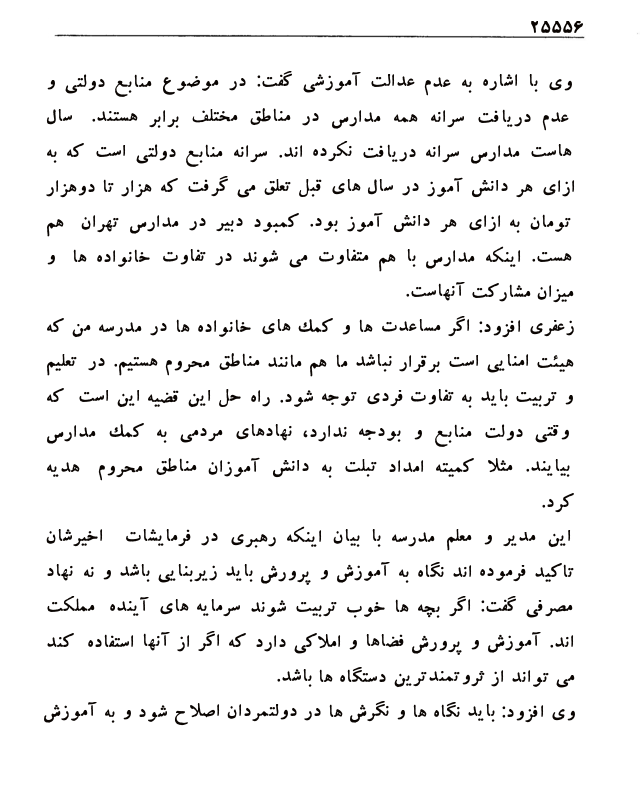 ۲۵۵۵۶
وی با اشاره به عدم عدالت آموزشی گفت: در موضوع منابع دولتی و
عدم دریافت سرانه همه مدارس در مناطق مختلف برابر هستند. سال
هاست مدارس سرانه دریافت نکرده اند. سرانه منابع دولتی است که به
ازای هر دانش آموز در سال های قبل تعلق می گرفت که هزار تا دوهزار
تومان به ازای هر دانش آموز بود. کمبود دبیر در مدارس تهران هم
هست. اینکه مدارس با هم متفاوت می شوند در تفاوت خانواده ها و
میزان مشارکت آنهاست.
زعفری افزود: اگر مساعدت ها و کمك های خانواده ها در مدرسه من که
هیئت امنایی است برقرار نباشد ما هم مانند مناطق محروم هستیم. در تعلیم
و تربیت باید به تفاوت فردی توجه شود. راه حل این قضیه این است که
وقتی دولت منابع و بودجه ندارد، نهادهای مردمی به کمك مدارس
بیایند. مثلا کمیته امداد تبلت به دانش آموزان مناطق محروم هدیه
کرد.
این مدیر و معلم مدرسه با بیان اینکه رهبری در فرمایشات اخیرشان
تاکید فرموده اند نگاه به آموزش و پرورش باید زیربنایی باشد و نه نهاد
مصرفی گفت: اگر بچه ها خوب تربیت شوند سرمایه های آینده مملکت
اند. آموزش و پرورش فضاها و املاکی دارد که اگر از آنها استفاده کند
می تواند از ثروتمندترین دستگاه ها باشد.
وی افزود: باید نگاه ها و نگرش ها در دولتمردان اصلاح شود و به آموزش